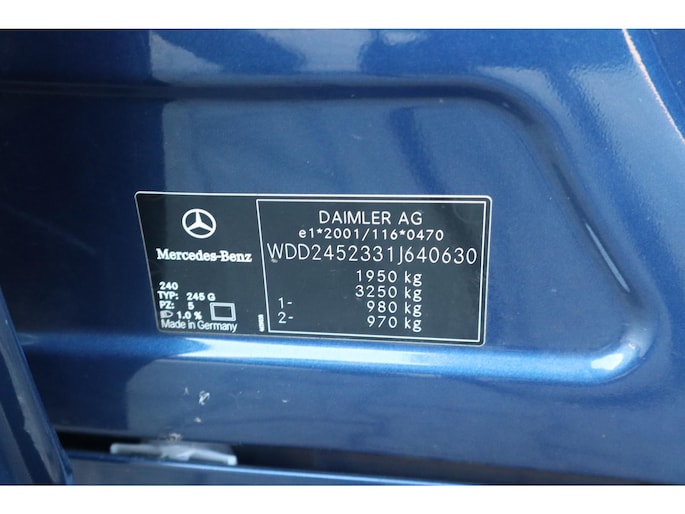 Mercedes-Benz
240
TYP: 245 G
PZ: 5
1.0 %
Made in Germany
DAIMLER AG
e1*2001/116*0470
WDD2452331J640630
1950 kg
3250 kg
1- 980 kg
2- 970 kg